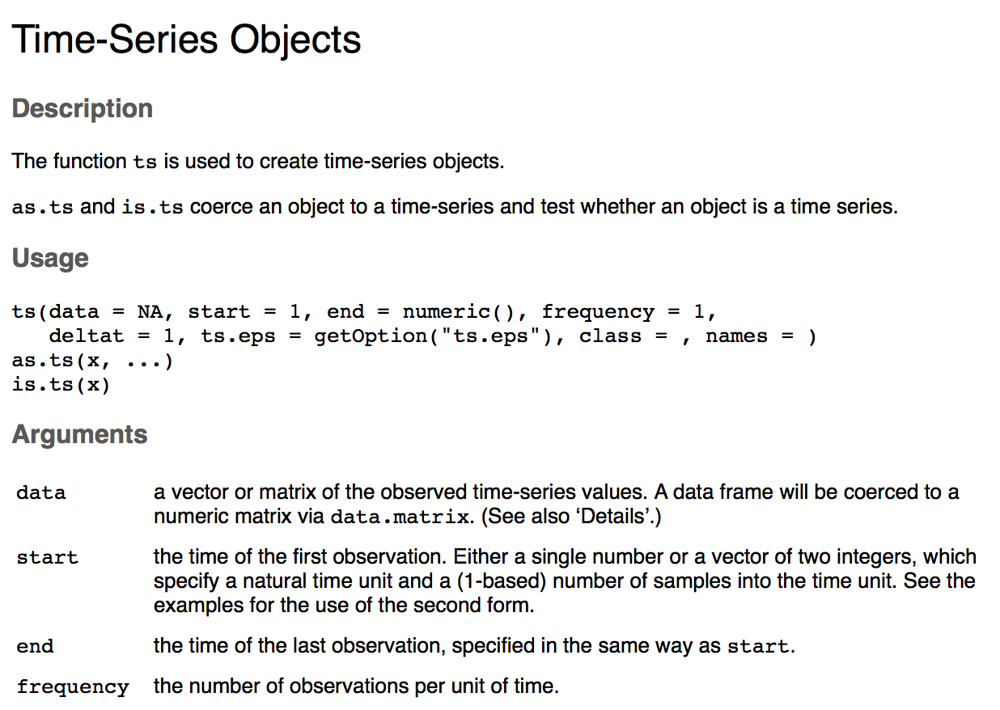 Time-Series Objects
Description
The function ts is used to create time-series objects.
as.ts and is.ts coerce an object to a time-series and test whether an object is a time series.
Usage
ts(data = NA, start = 1, end = numeric(), frequency = 1,
   deltat = 1, ts.eps = getOption("ts.eps"), class = , names = )
as.ts(x, ...)
is.ts(x)
Arguments
data a vector or matrix of the observed time-series values. A data frame will be coerced to a
numeric matrix via data.matrix. (See also ‘Details’.)
start the time of the first observation. Either a single number or a vector of two integers, which
specify a natural time unit and a (1-based) number of samples into the time unit. See the
examples for the use of the second form.
end the time of the last observation, specified in the same way as start.
frequency the number of observations per unit of time.